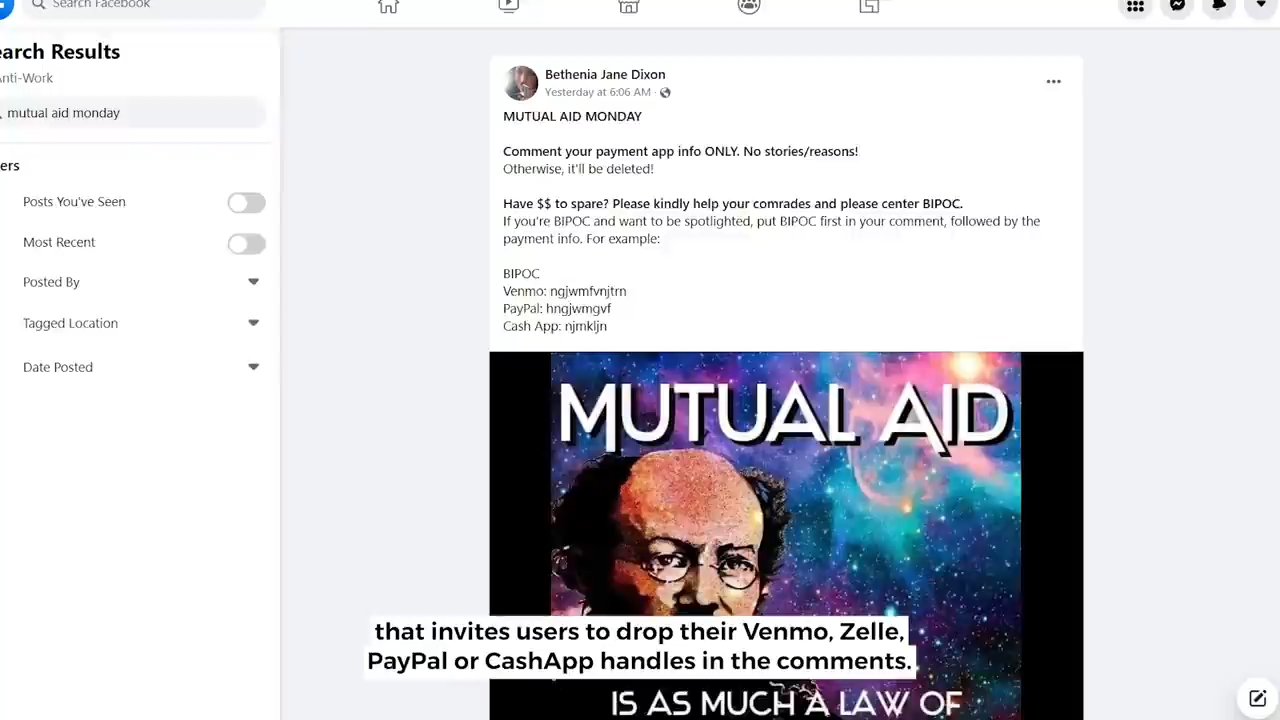 Search Facebook
earch Results
nti-Work
mutual aid monday
ers
Posts You've Seen
Most Recent
Posted By
Tagged Location
Date Posted
Bethenia Jane Dixon
Yesterday at 6:06 AM ·
MUTUAL AID MONDAY
Comment your payment app info ONLY. No stories/reasons!
Otherwise, it'll be deleted!
Have $$ to spare? Please kindly help your comrades and please center BIPOC.
If you're BIPOC and want to be spotlighted, put BIPOC first in your comment, followed by the
payment info. For example:
BIPOC
Venmo: ngjwmfvnjtrn
PayPal: hngjwmgvf
Cash App: njmkljn
MUTUAL AID
that invites users to drop their Venmo, Zelle,
PayPal or CashApp handles in the comments.
IS AS MUCH A LAW OF